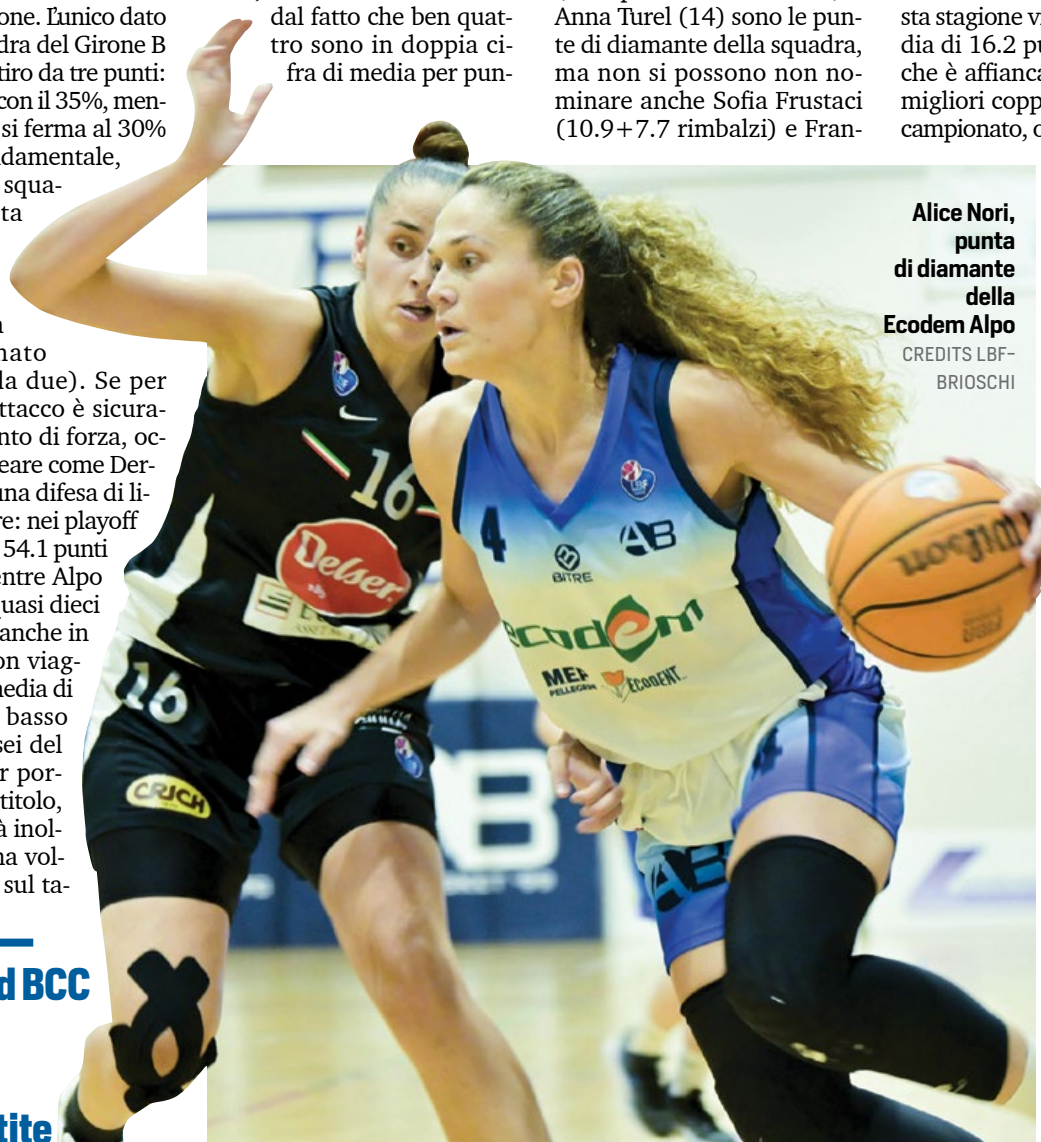 one. L'unico dato
dra del Girone B
tiro da tre punti:
con il 35%, men-
si ferma al 30%
ndamentale,
squa-
ta
nato
la due). Se per
ttacco è sicura-
nto di forza, oc-
eare come Der-
una difesa di li-
re: nei playoff
54.1 punti
entre Alpo
quasi dieci
anche in
on viag-
media di
basso
sei del
r por-
titolo,
à inol-
na vol-
sul ta-
d BCC
tite
dal fatto che ben quat-
tro sono in doppia ci-
fra di media per pun-
Anna Turel (14) sono le pun-
te di diamante della squadra,
ma non si possono non no-
minare anche Sofia Frustaci
(10.9+7.7 rimbalzi) e Fran-
sta stagione v
dia di 16.2 pu
che è affianca
migliori copp
campionato, o
Alice Nori,
punta
di diamante
della
Ecodem Alpo
CREDITS LBF-
BRIOSCHI
16
Delser
16
CRICH
4
LBF
AB
BITRE
ecodem
MEP
PELLEGRINI
ECODENT
4
AB
Wilson